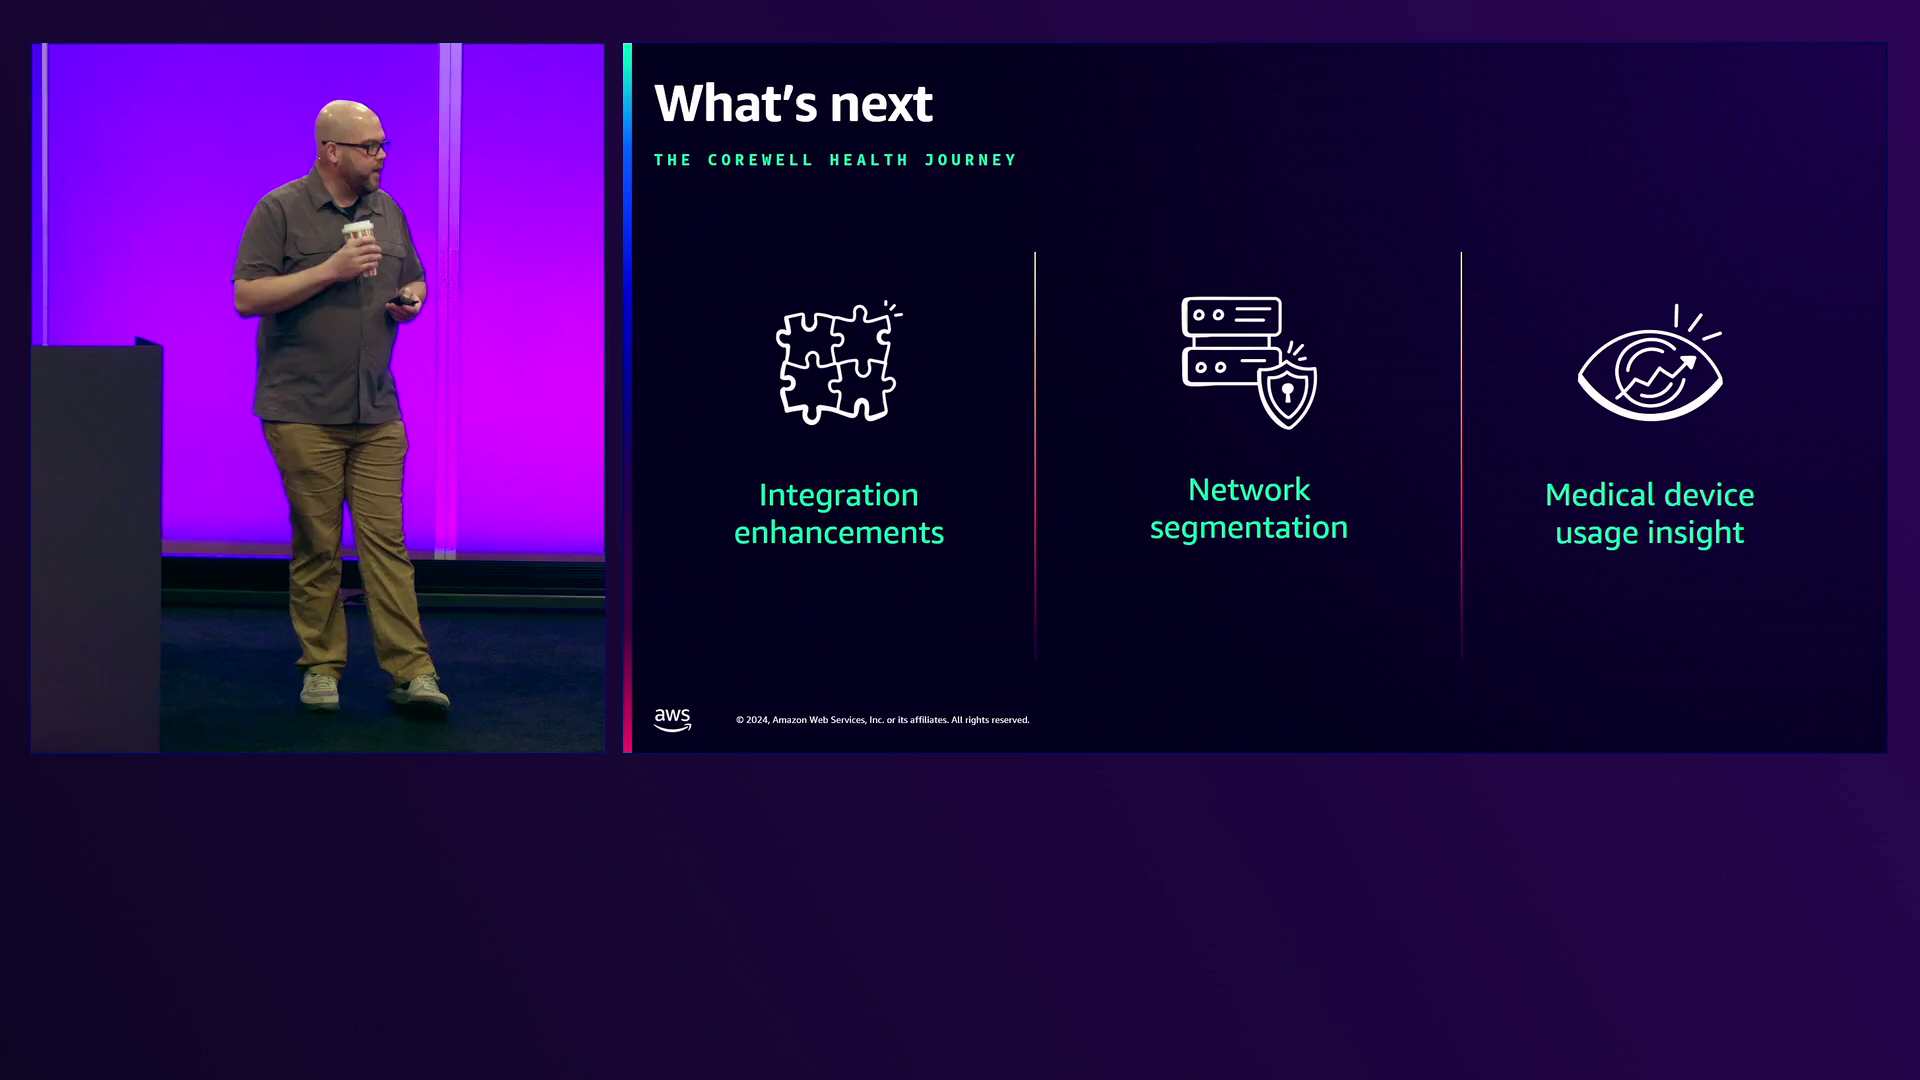 What's next
THE COREWELL HEALTH JOURNEY
Integration
enhancements
Network
segmentation
Medical device
usage insight
aws
© 2024, Amazon Web Services, Inc. or its affiliates. All rights reserved.